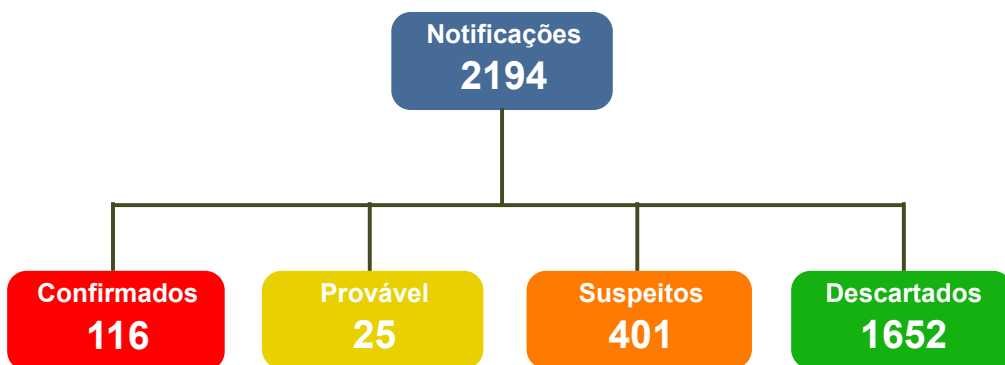 Notificações
2194
Confirmados
116
Provável
25
Suspeitos
401
Descartados
1652